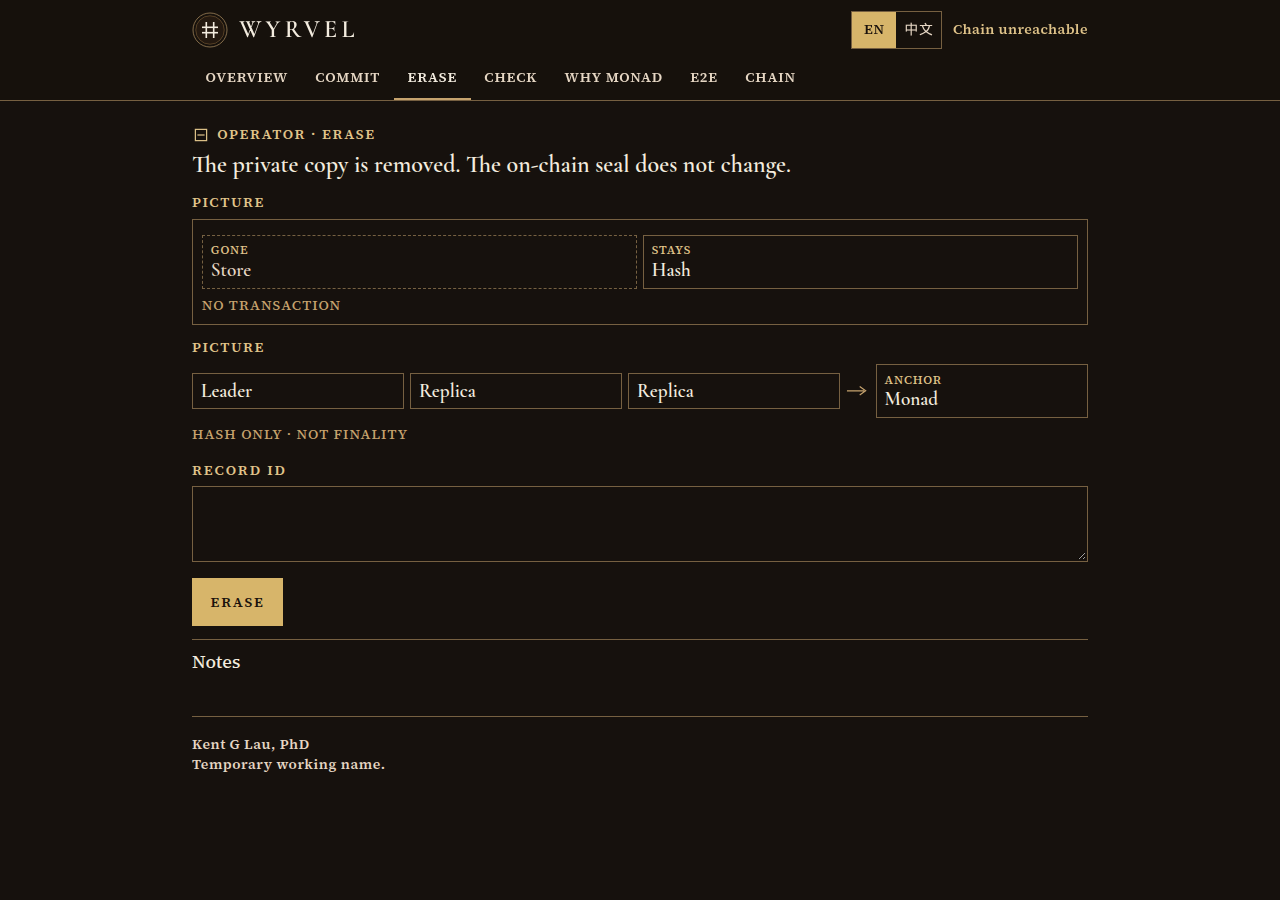 WYRVEL
EN 中文 Chain unreachable
OVERVIEW COMMIT ERASE CHECK WHY MONAD E2E CHAIN
OPERATOR · ERASE
The private copy is removed. The on-chain seal does not change.
PICTURE
GONE
Store
STAYS
Hash
NO TRANSACTION
PICTURE
Leader Replica Replica → ANCHOR
Monad
HASH ONLY · NOT FINALITY
RECORD ID
ERASE
Notes
Kent G Lau, PhD
Temporary working name.